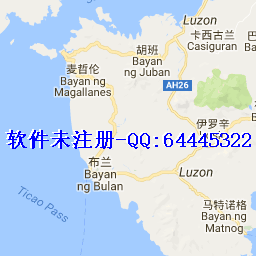 Luzon
胡班
Bayan
ng Juban
卡西古兰
Casiguran
巴
B
麦哲伦
Bayan ng
Magallanes
AH26
伊罗辛
Bayan
软件未注册-QQ:64445322
布兰
Bayan
ng Bulan
Luzon
马特诺格
Bayan ng
Matnog
Ticao Pass